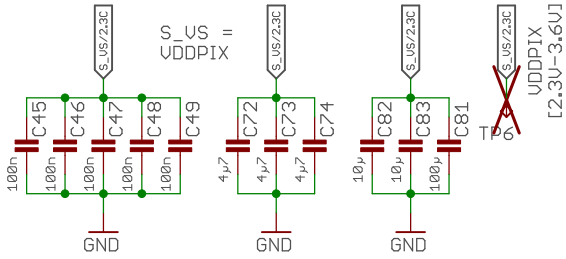 S_VS/2.3C
S_VS =
VDDPIX
S_VS/2.3C
S_VS/2.3C
S_VS/2.3C
VDDPIX
[2.3V-3.6V]
C45
C46
C47
C48
C49
C72
C73
C74
C82
C83
C81
TP6
100n
100n
100n
100n
100n
4µ7
4µ7
4µ7
10µ
10µ
100µ
GND
GND
GND